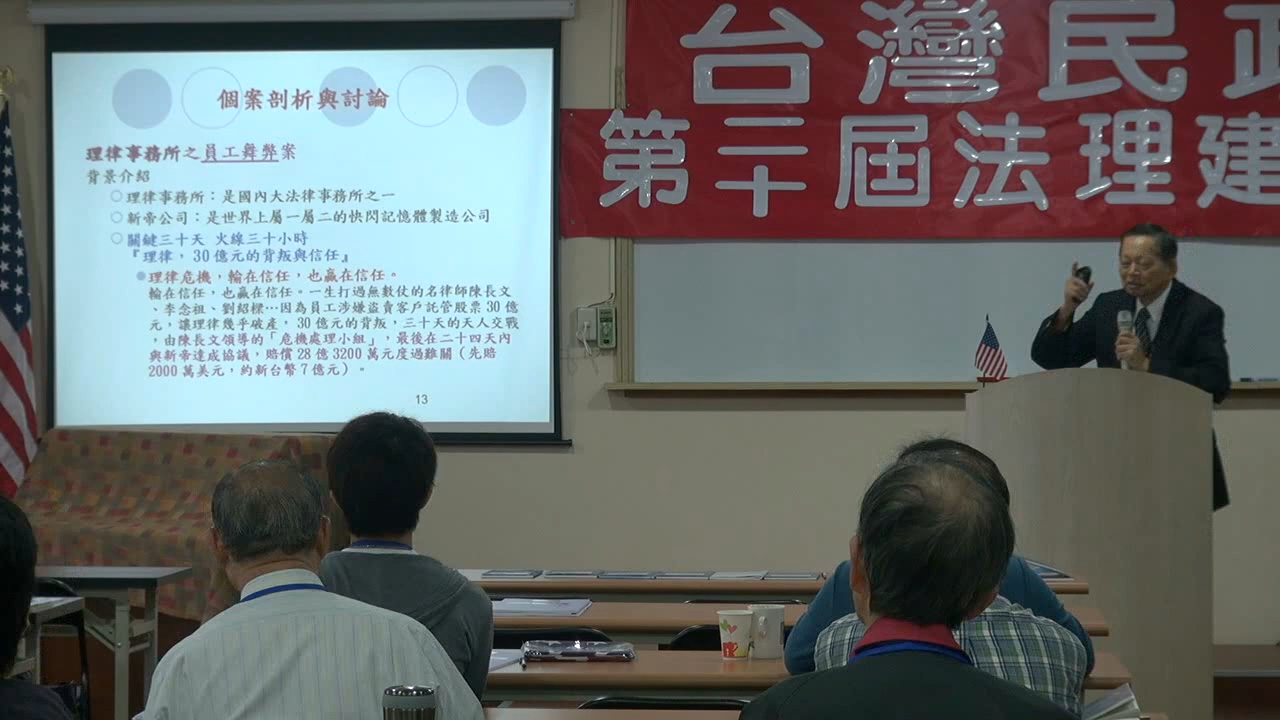 台灣民政
第二十屆法理建
個案剖析與討論
理律事務所之員工舞弊案
背景介紹
理律事務所：是國內大法律事務所之一
新帝公司：是世界上屬一屬二的快閃記憶體製造公司
關鍵三十天 火線三十小時
『理律，30億元的背叛與信任』
理律危機，輸在信任，也贏在信任。
輸在信任，也贏在信任。一生打過無數仗的名律師陳長文
、李念祖、劉紹樑…因為員工涉嫌盜賣客戶託管股票30億
元，讓理律幾乎破產，30億元的背叛，三十天的天人交戰
，由陳長文領導的「危機處理小組」，最後在二十四天內
與新帝達成協議，賠償28億3200萬元度過難關（先賠
2000萬美元，約新台幣7億元）。
13